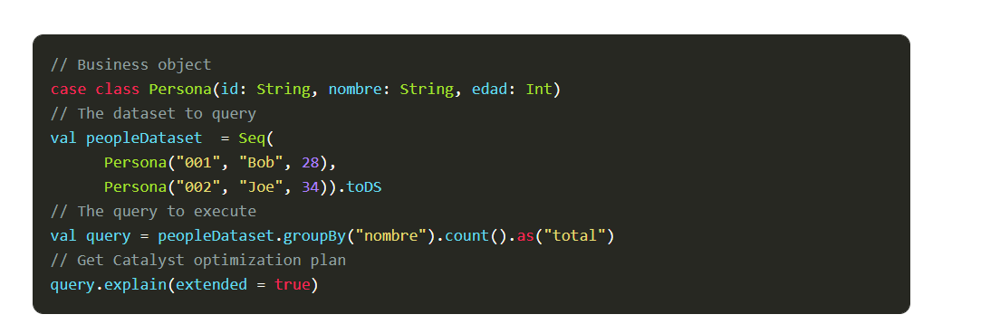 // Business object
case class Persona(id: String, nombre: String, edad: Int)
// The dataset to query
val peopleDataset  = Seq(
      Persona("001", "Bob", 28),
      Persona("002", "Joe", 34)).toDS
// The query to execute
val query = peopleDataset.groupBy("nombre").count().as("total")
// Get Catalyst optimization plan
query.explain(extended = true)